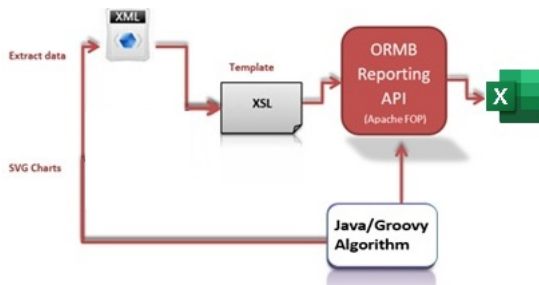 XML
Extract data
Template
XSL
ORMB
Reporting
API
(Apache FOP)
X
SVG Charts
Java/Groovy
Algorithm